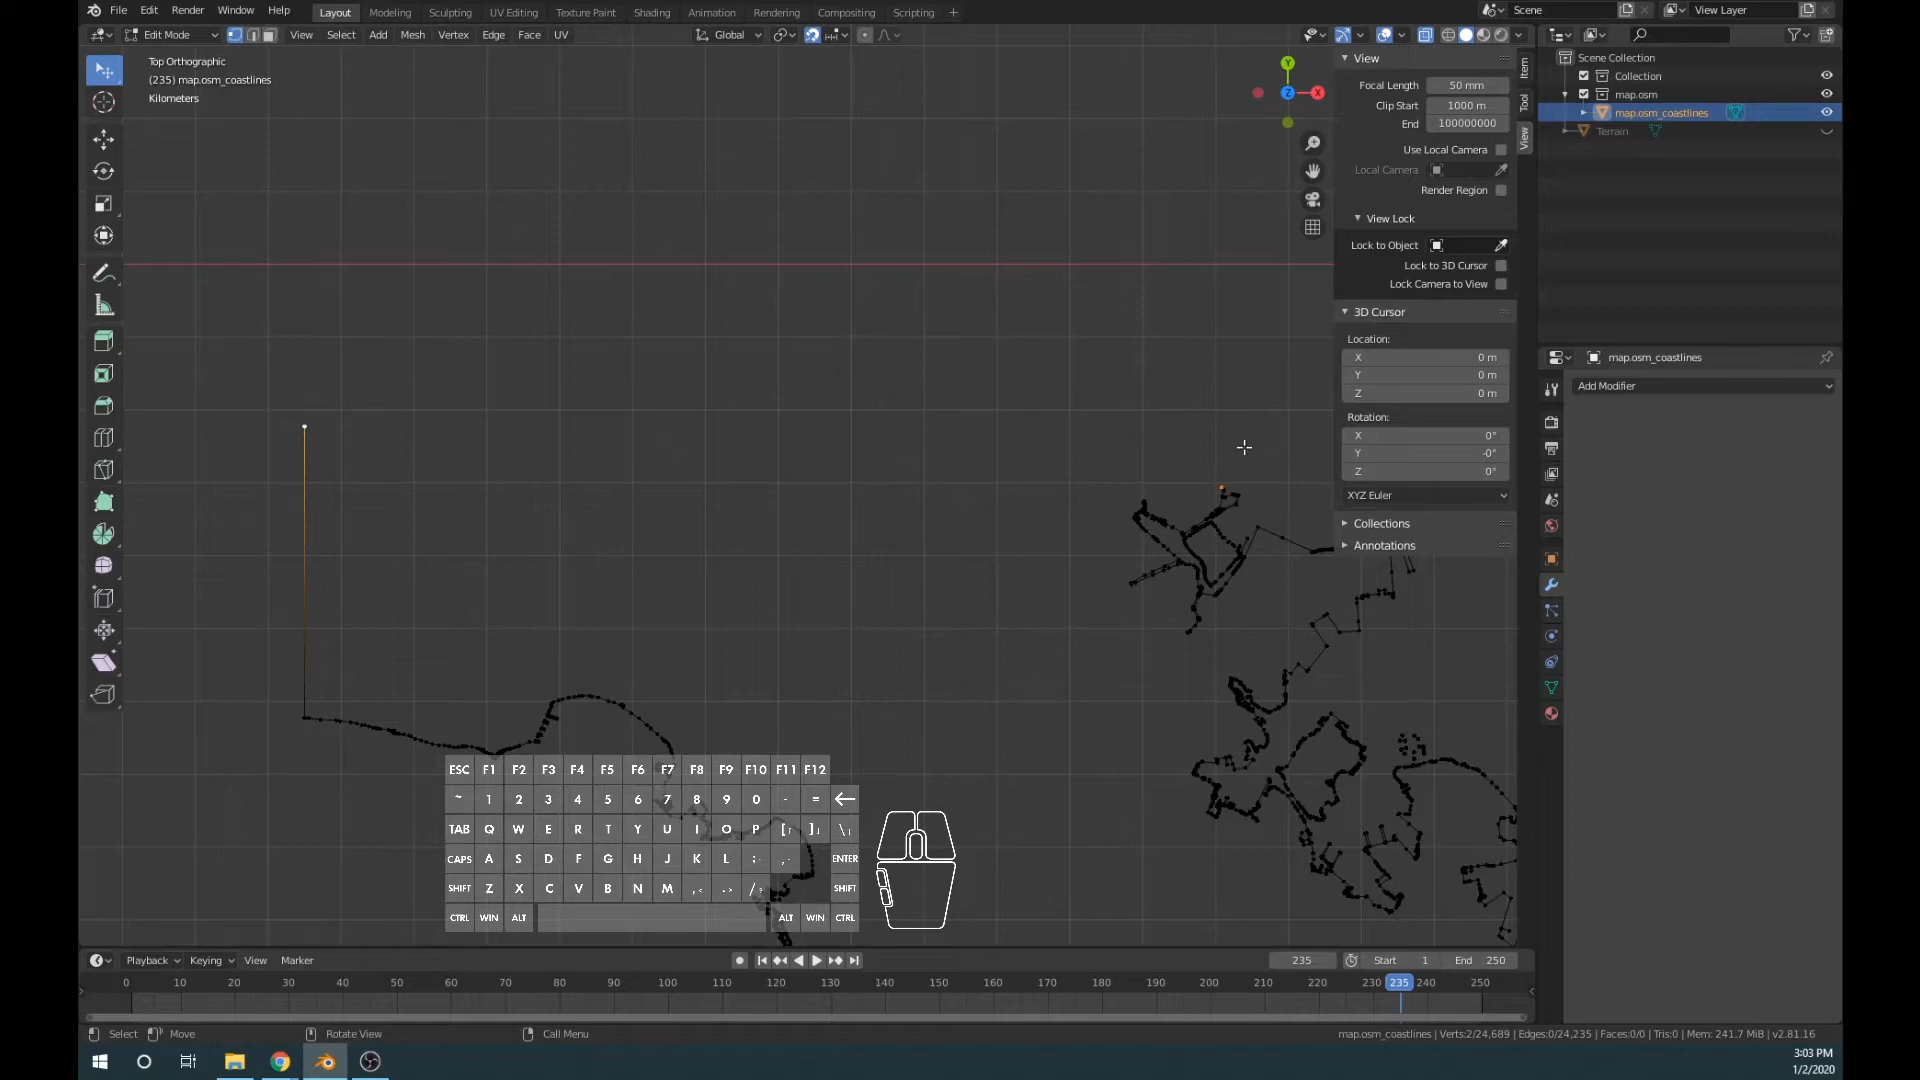 File Edit Render Window Help Layout Modeling Sculpting UV Editing Texture Paint Shading Animation Rendering Compositing Scripting + Scene View Layer
Edit Mode View Select Add Mesh Vertex Edge Face UV Global
Top Orthographic
(235) map.osm_coastlines
Kilometers
Y
Z
X
View
Focal Length 50 mm
Clip Start 1000 m
End 100000000
Use Local Camera
Local Camera
Render Region
View Lock
Lock to Object
Lock to 3D Cursor
Lock Camera to View
3D Cursor
Location:
X 0 m
Y 0 m
Z 0 m
Rotation:
X 0°
Y -0°
Z 0°
XYZ Euler
Collections
Annotations
Item
Tool
View
Scene Collection
Collection
map.osm
map.osm_coastlines
Terrain
map.osm_coastlines
Add Modifier
ESC F1 F2 F3 F4 F5 F6 F7 F8 F9 F10 F11 F12
~ 1 2 3 4 5 6 7 8 9 0 - =
TAB Q W E R T Y U I O P [ ] \
CAPS A S D F G H J K L ; ENTER
SHIFT Z X C V B N M , . / SHIFT
CTRL WIN ALT ALT WIN CTRL
Playback Keying View Marker 235 Start 1 End 250
0 10 20 30 40 50 60 70 80 90 100 110 120 130 140 150 160 170 180 190 200 210 220 230 235 240 250
Select Move Rotate View Call Menu map.osm_coastlines | Verts:2/24,689 | Edges:0/24,235 | Faces:0/0 | Tris:0 | Mem: 241.7 MiB | v2.81.16
3:03 PM
1/2/2020